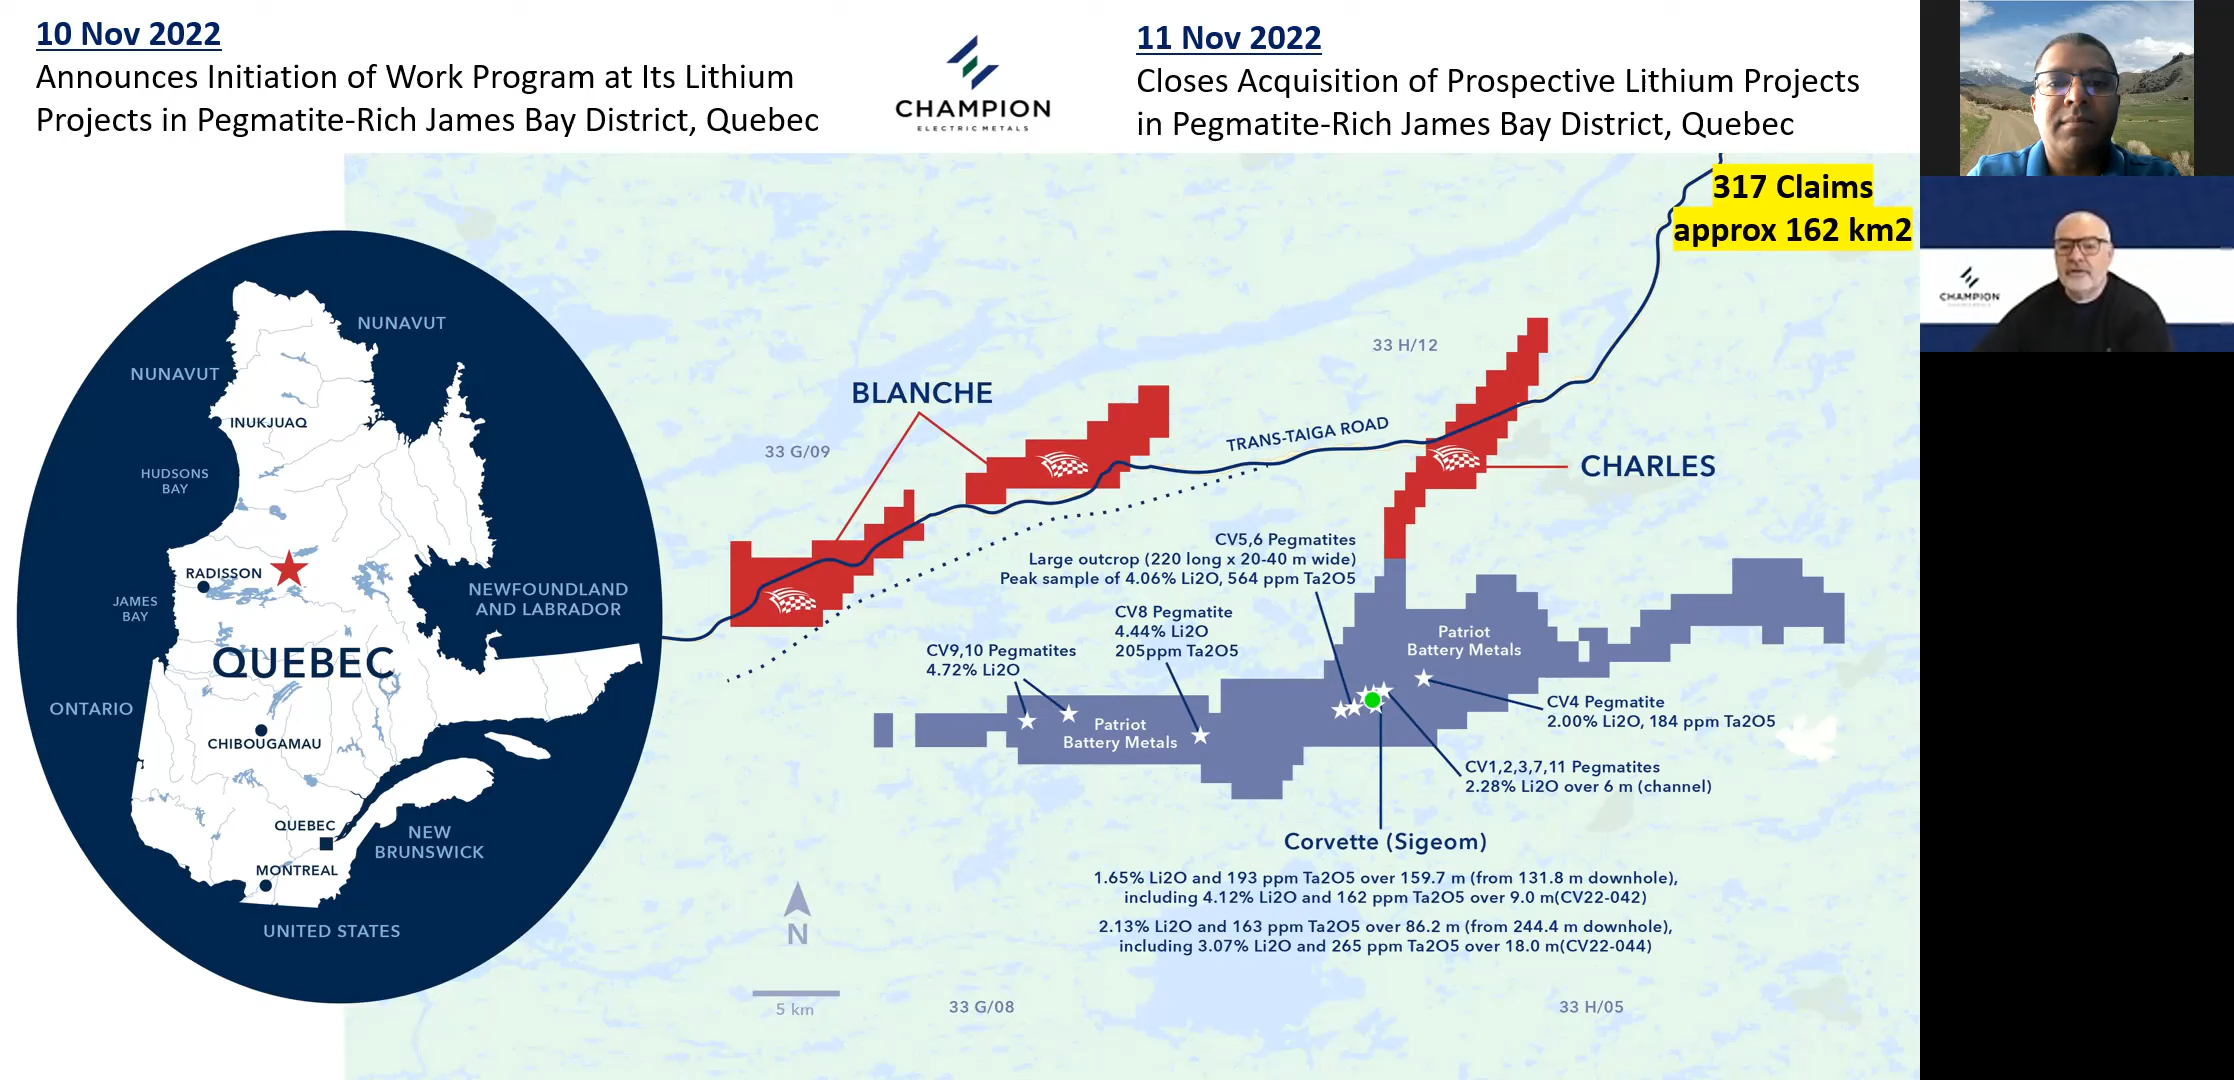 10 Nov 2022
Announces Initiation of Work Program at Its Lithium
Projects in Pegmatite-Rich James Bay District, Quebec
CHAMPION
ELECTRIC METALS
11 Nov 2022
Closes Acquisition of Prospective Lithium Projects
in Pegmatite-Rich James Bay District, Quebec
317 Claims
approx 162 km2
CHAMPION
NUNAVUT
NUNAVUT
INUKJUAQ
HUDSONS
BAY
RADISSON
JAMES
BAY
NEWFOUNDLAND
AND LABRADOR
QUEBEC
ONTARIO
CHIBOUGAMAU
QUEBEC
MONTREAL
NEW
BRUNSWICK
UNITED STATES
33 H/12
BLANCHE
33 G/09
TRANS-TAIGA ROAD
CHARLES
CV5,6 Pegmatites
Large outcrop (220 long x 20-40 m wide)
Peak sample of 4.06% Li2O, 564 ppm Ta2O5
CV8 Pegmatite
4.44% Li2O
205ppm Ta2O5
CV9,10 Pegmatites
4.72% Li2O
Patriot
Battery Metals
Patriot
Battery Metals
CV4 Pegmatite
2.00% Li2O, 184 ppm Ta2O5
CV1,2,3,7,11 Pegmatites
2.28% Li2O over 6 m (channel)
Corvette (Sigeom)
1.65% Li2O and 193 ppm Ta2O5 over 159.7 m (from 131.8 m downhole),
including 4.12% Li2O and 162 ppm Ta2O5 over 9.0 m(CV22-042)
2.13% Li2O and 163 ppm Ta2O5 over 86.2 m (from 244.4 m downhole),
including 3.07% Li2O and 265 ppm Ta2O5 over 18.0 m(CV22-044)
N
5 km
33 G/08
33 H/05